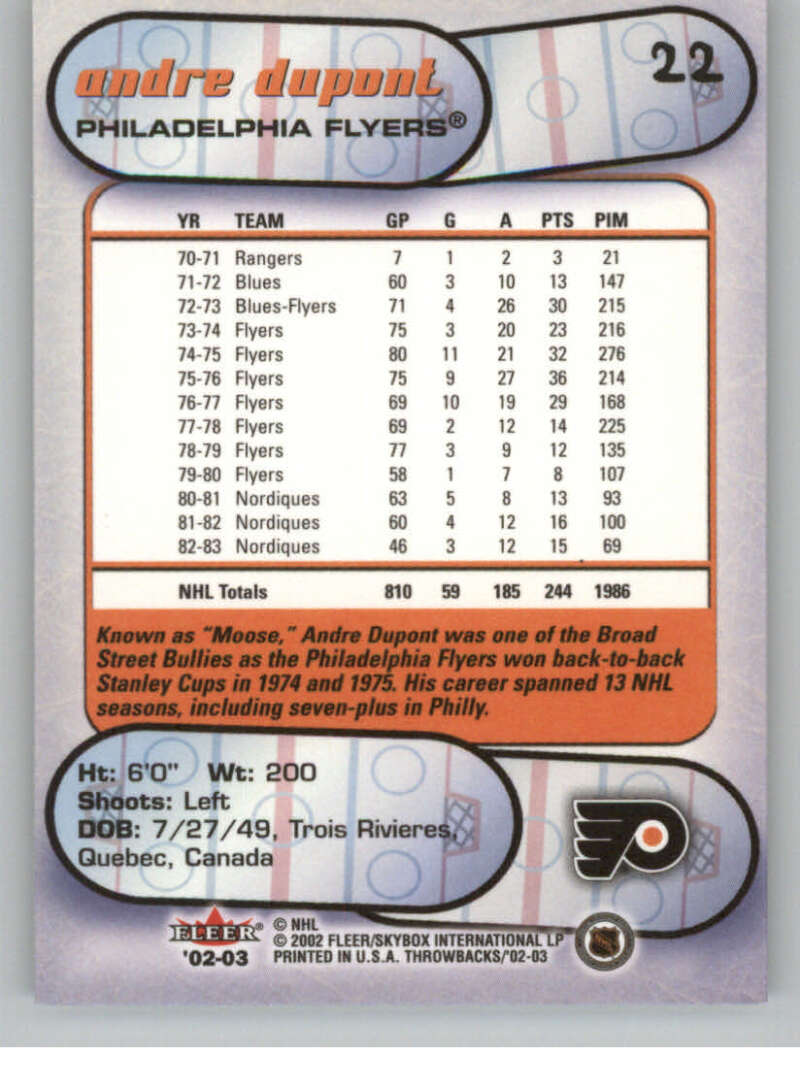 andre dupont
PHILADELPHIA FLYERS®
22
YR TEAM GP G A PTS PIM
70-71 Rangers 7 1 2 3 21
71-72 Blues 60 3 10 13 147
72-73 Blues-Flyers 71 4 26 30 215
73-74 Flyers 75 3 20 23 216
74-75 Flyers 80 11 21 32 276
75-76 Flyers 75 9 27 36 214
76-77 Flyers 69 10 19 29 168
77-78 Flyers 69 2 12 14 225
78-79 Flyers 77 3 9 12 135
79-80 Flyers 58 1 7 8 107
80-81 Nordiques 63 5 8 13 93
81-82 Nordiques 60 4 12 16 100
82-83 Nordiques 46 3 12 15 69
NHL Totals 810 59 185 244 1986
Known as "Moose," Andre Dupont was one of the Broad
Street Bullies as the Philadelphia Flyers won back-to-back
Stanley Cups in 1974 and 1975. His career spanned 13 NHL
seasons, including seven-plus in Philly.
Ht: 6'0" Wt: 200
Shoots: Left
DOB: 7/27/49, Trois Rivieres,
Quebec, Canada
FLEER®
'02-03
© NHL
© 2002 FLEER/SKYBOX INTERNATIONAL LP
PRINTED IN U.S.A. THROWBACKS/'02-03